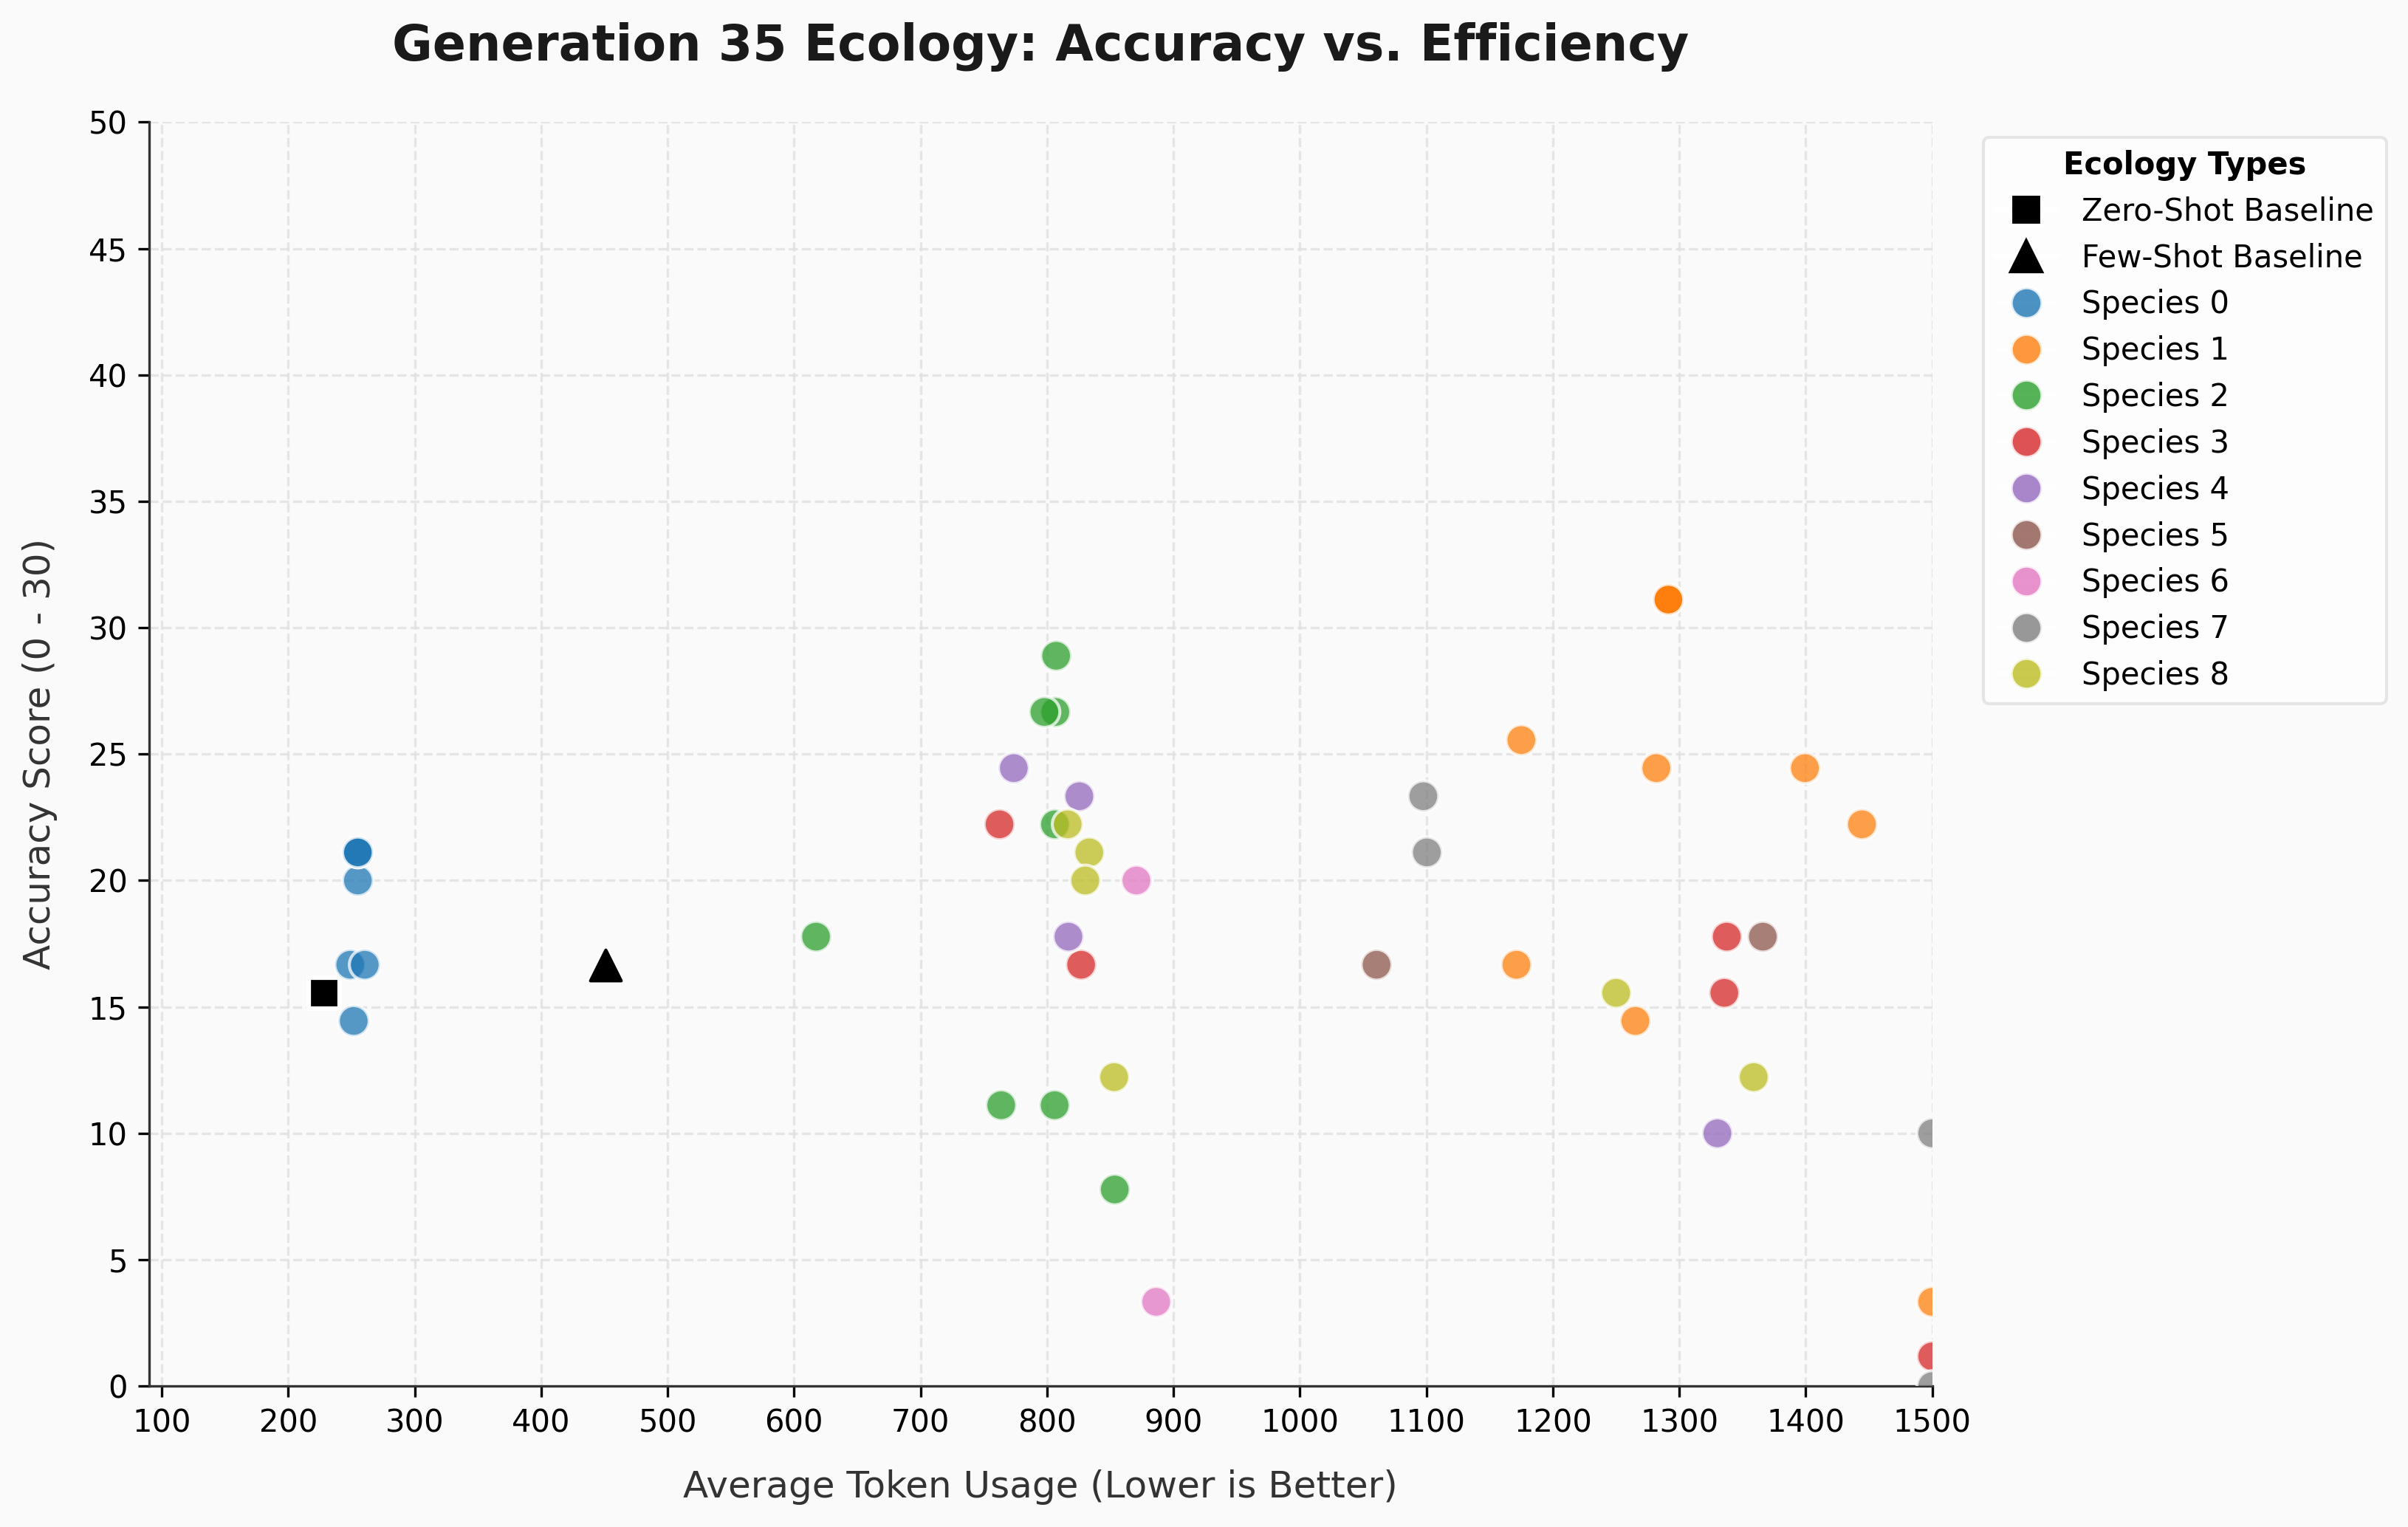 Generation 35 Ecology: Accuracy vs. Efficiency
50
45
40
35
30
25
20
15
10
5
0
Accuracy Score (0 - 30)
100 200 300 400 500 600 700 800 900 1000 1100 1200 1300 1400 1500
Average Token Usage (Lower is Better)
Ecology Types
Zero-Shot Baseline
Few-Shot Baseline
Species 0
Species 1
Species 2
Species 3
Species 4
Species 5
Species 6
Species 7
Species 8